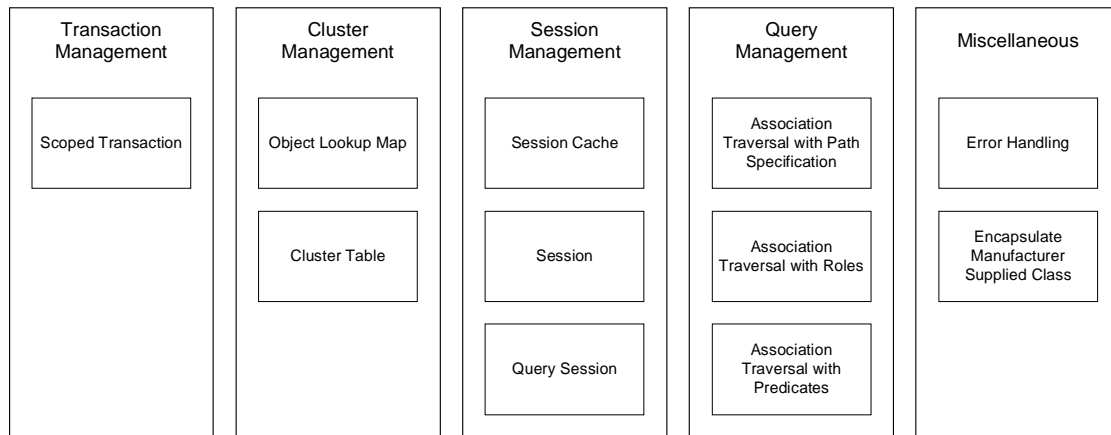 Transaction
Management
Scoped Transaction
Cluster
Management
Object Lookup Map
Cluster Table
Session
Management
Session Cache
Session
Query Session
Query
Management
Association
Traversal with Path
Specification
Association
Traversal with Roles
Association
Traversal with
Predicates
Miscellaneous
Error Handling
Encapsulate
Manufacturer
Supplied Class